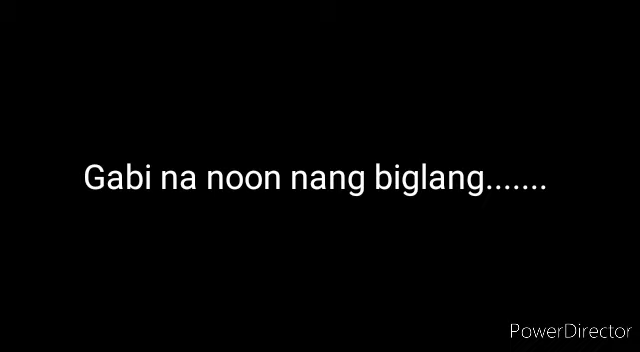 Gabi na noon nang biglang.......
PowerDirector